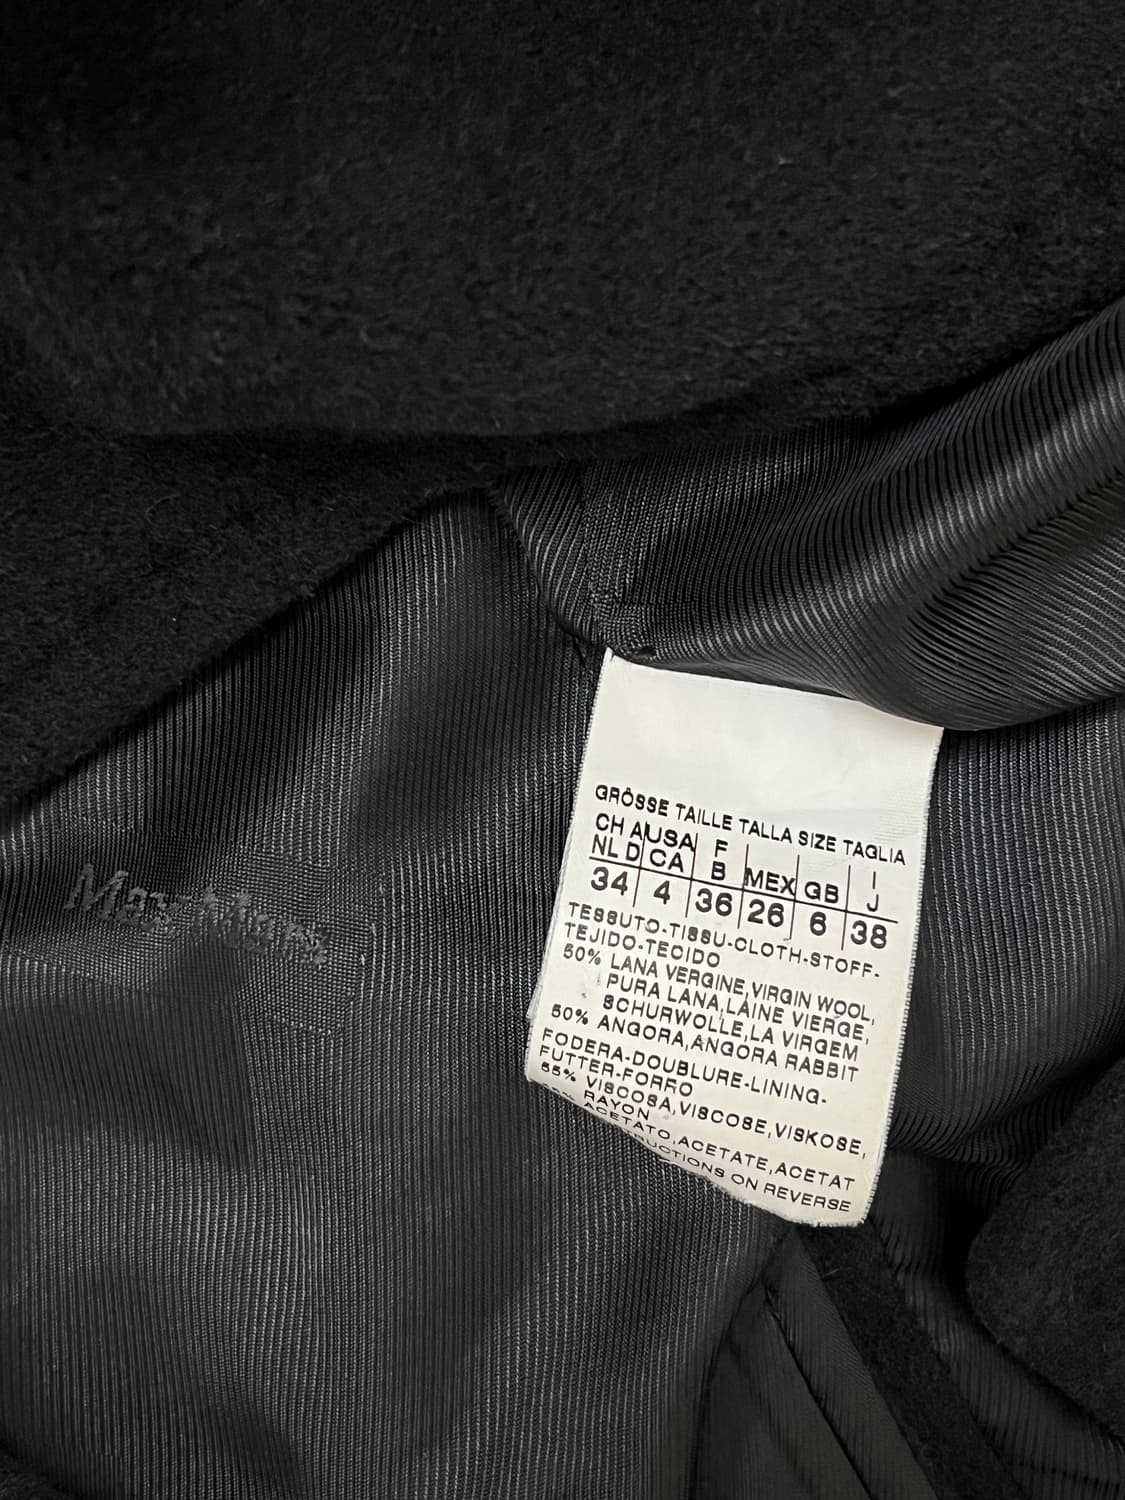 GRÖSSE TAILLE TALLA SIZE TAGLIA
CH A USA F MEX GB I
NL D CA B J
34 4 36 26 6 38
TESSUTO-TISSU-CLOTH-STOFF-
TEJIDO-TECIDO
50% LANA VERGINE,VIRGIN WOOL,
PURA LANA,LAINE VIERGE,
SCHURWOLLE,LA VIRGEM
50% ANGORA,ANGORA RABBIT
FODERA-DOUBLURE-LINING-
FUTTER-FORRO
55% VISCOSA,VISCOSE,VISKOSE,
RAYON
ACETATO,ACETATE,ACETAT
ON REVERSE
MaxMara